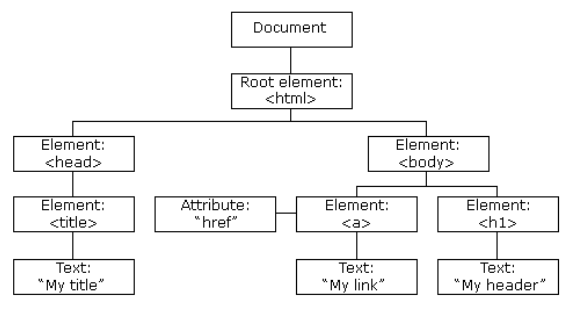 Document
Root element:
<html>
Element:
<head>
Element:
<body>
Element:
<title>
Attribute:
"href"
Element:
<a>
Element:
<h1>
Text:
"My title"
Text:
"My link"
Text:
"My header"